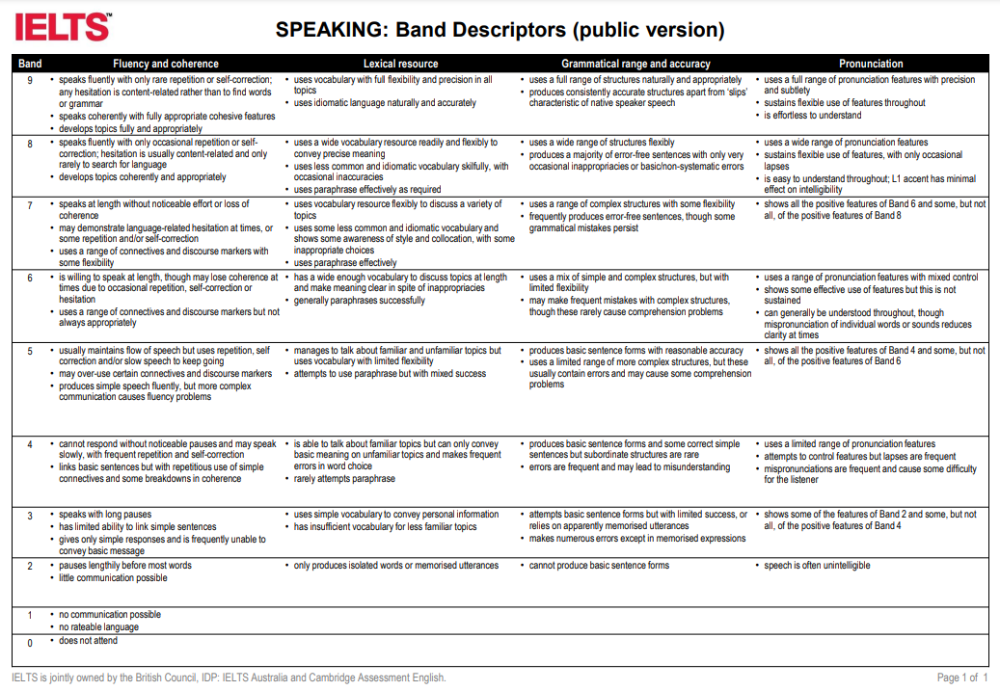 IELTS™
SPEAKING: Band Descriptors (public version)
Band Fluency and coherence Lexical resource Grammatical range and accuracy Pronunciation
9
• speaks fluently with only rare repetition or self-correction;
any hesitation is content-related rather than to find words
or grammar
• speaks coherently with fully appropriate cohesive features
• develops topics fully and appropriately
• uses vocabulary with full flexibility and precision in all
topics
• uses idiomatic language naturally and accurately
• uses a full range of structures naturally and appropriately
• produces consistently accurate structures apart from ‘slips’
characteristic of native speaker speech
• uses a full range of pronunciation features with precision
and subtlety
• sustains flexible use of features throughout
• is effortless to understand
8
• speaks fluently with only occasional repetition or self-
correction; hesitation is usually content-related and only
rarely to search for language
• develops topics coherently and appropriately
• uses a wide vocabulary resource readily and flexibly to
convey precise meaning
• uses less common and idiomatic vocabulary skilfully, with
occasional inaccuracies
• uses paraphrase effectively as required
• uses a wide range of structures flexibly
• produces a majority of error-free sentences with only very
occasional inappropriacies or basic/non-systematic errors
• uses a wide range of pronunciation features
• sustains flexible use of features, with only occasional
lapses
• is easy to understand throughout; L1 accent has minimal
effect on intelligibility
7
• speaks at length without noticeable effort or loss of
coherence
• may demonstrate language-related hesitation at times, or
some repetition and/or self-correction
• uses a range of connectives and discourse markers with
some flexibility
• uses vocabulary resource flexibly to discuss a variety of
topics
• uses some less common and idiomatic vocabulary and
shows some awareness of style and collocation, with some
inappropriate choices
• uses paraphrase effectively
• uses a range of complex structures with some flexibility
• frequently produces error-free sentences, though some
grammatical mistakes persist
• shows all the positive features of Band 6 and some, but not
all, of the positive features of Band 8
6
• is willing to speak at length, though may lose coherence at
times due to occasional repetition, self-correction or
hesitation
• uses a range of connectives and discourse markers but not
always appropriately
• has a wide enough vocabulary to discuss topics at length
and make meaning clear in spite of inappropriacies
• generally paraphrases successfully
• uses a mix of simple and complex structures, but with
limited flexibility
• may make frequent mistakes with complex structures,
though these rarely cause comprehension problems
• uses a range of pronunciation features with mixed control
• shows some effective use of features but this is not
sustained
• can generally be understood throughout, though
mispronunciation of individual words or sounds reduces
clarity at times
5
• usually maintains flow of speech but uses repetition, self
correction and/or slow speech to keep going
• may over-use certain connectives and discourse markers
• produces simple speech fluently, but more complex
communication causes fluency problems
• manages to talk about familiar and unfamiliar topics but
uses vocabulary with limited flexibility
• attempts to use paraphrase but with mixed success
• produces basic sentence forms with reasonable accuracy
• uses a limited range of more complex structures, but these
usually contain errors and may cause some comprehension
problems
• shows all the positive features of Band 4 and some, but not
all, of the positive features of Band 6
4
• cannot respond without noticeable pauses and may speak
slowly, with frequent repetition and self-correction
• links basic sentences but with repetitious use of simple
connectives and some breakdowns in coherence
• is able to talk about familiar topics but can only convey
basic meaning on unfamiliar topics and makes frequent
errors in word choice
• rarely attempts paraphrase
• produces basic sentence forms and some correct simple
sentences but subordinate structures are rare
• errors are frequent and may lead to misunderstanding
• uses a limited range of pronunciation features
• attempts to control features but lapses are frequent
• mispronunciations are frequent and cause some difficulty
for the listener
3
• speaks with long pauses
• has limited ability to link simple sentences
• gives only simple responses and is frequently unable to
convey basic message
• uses simple vocabulary to convey personal information
• has insufficient vocabulary for less familiar topics
• attempts basic sentence forms but with limited success, or
relies on apparently memorised utterances
• makes numerous errors except in memorised expressions
• shows some of the features of Band 2 and some, but not
all, of the positive features of Band 4
2
• pauses lengthily before most words
• little communication possible
• only produces isolated words or memorised utterances
• cannot produce basic sentence forms
• speech is often unintelligible
1
• no communication possible
• no rateable language
0
• does not attend
IELTS is jointly owned by the British Council, IDP: IELTS Australia and Cambridge Assessment English.
Page 1 of 1